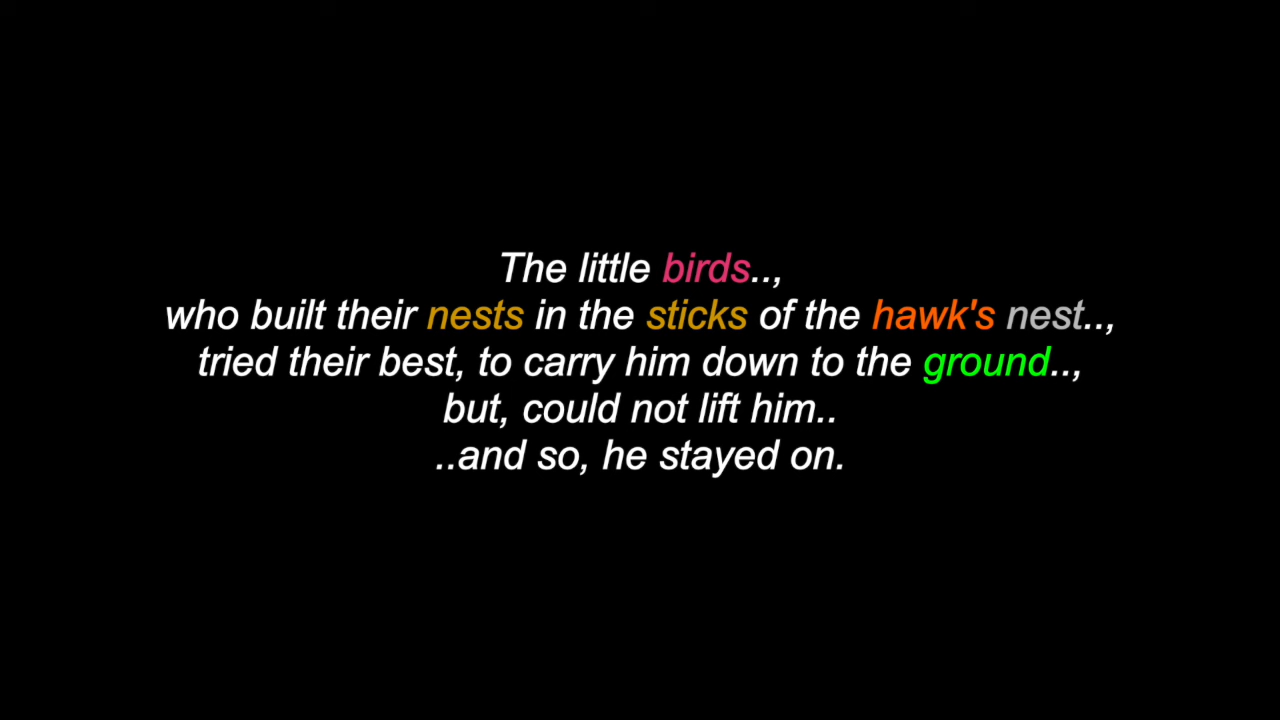 The little birds..,
who built their nests in the sticks of the hawk's nest..,
tried their best, to carry him down to the ground..,
but, could not lift him..
..and so, he stayed on.